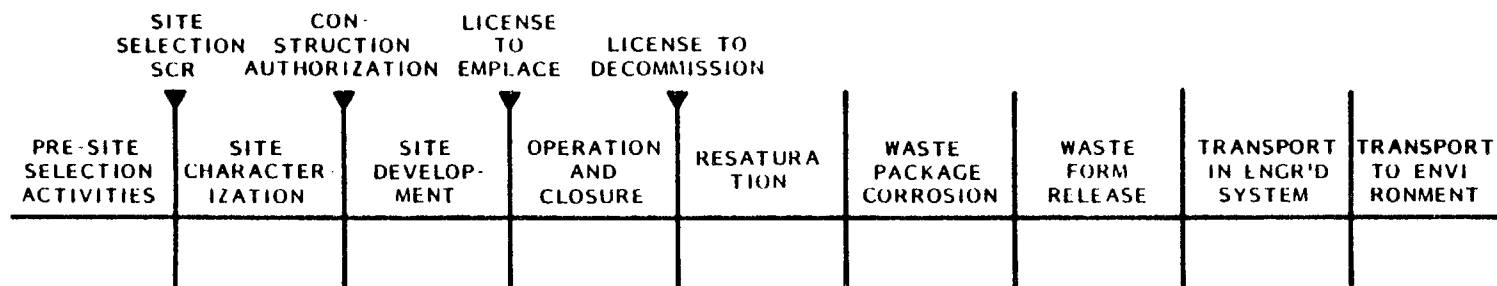 SITE
SELECTION
SCR
CON-
STRUCTION
AUTHORIZATION
LICENSE
TO
EMPLACE
LICENSE TO
DECOMMISSION
PRE-SITE
SELECTION
ACTIVITIES
SITE
CHARACTER-
IZATION
SITE
DEVELOP-
MENT
OPERATION
AND
CLOSURE
RESATURA
TION
WASTE
PACKAGE
CORROSION
WASTE
FORM
RELEASE
TRANSPORT
IN ENGR'D
SYSTEM
TRANSPORT
TO ENVI
RONMENT